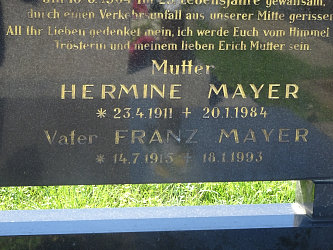 durch einen Verkehrsunfall aus unserer Mitte gerissen
All Ihr Lieben gedenket mein, ich werde Euch vom Himmel
Trösterin und meinem lieben Erich Mutter sein.
Mutter
HERMINE MAYER
* 23.4.1911 + 20.1.1984
Vater FRANZ MAYER
* 14.7.1913 + 18.1.1993